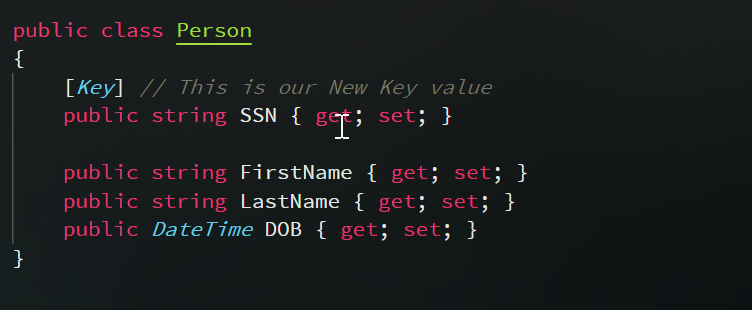 public class Person
{
[Key] // This is our New Key value
public string SSN { get; set; }
public string FirstName { get; set; }
public string LastName { get; set; }
public DateTime DOB { get; set; }
}